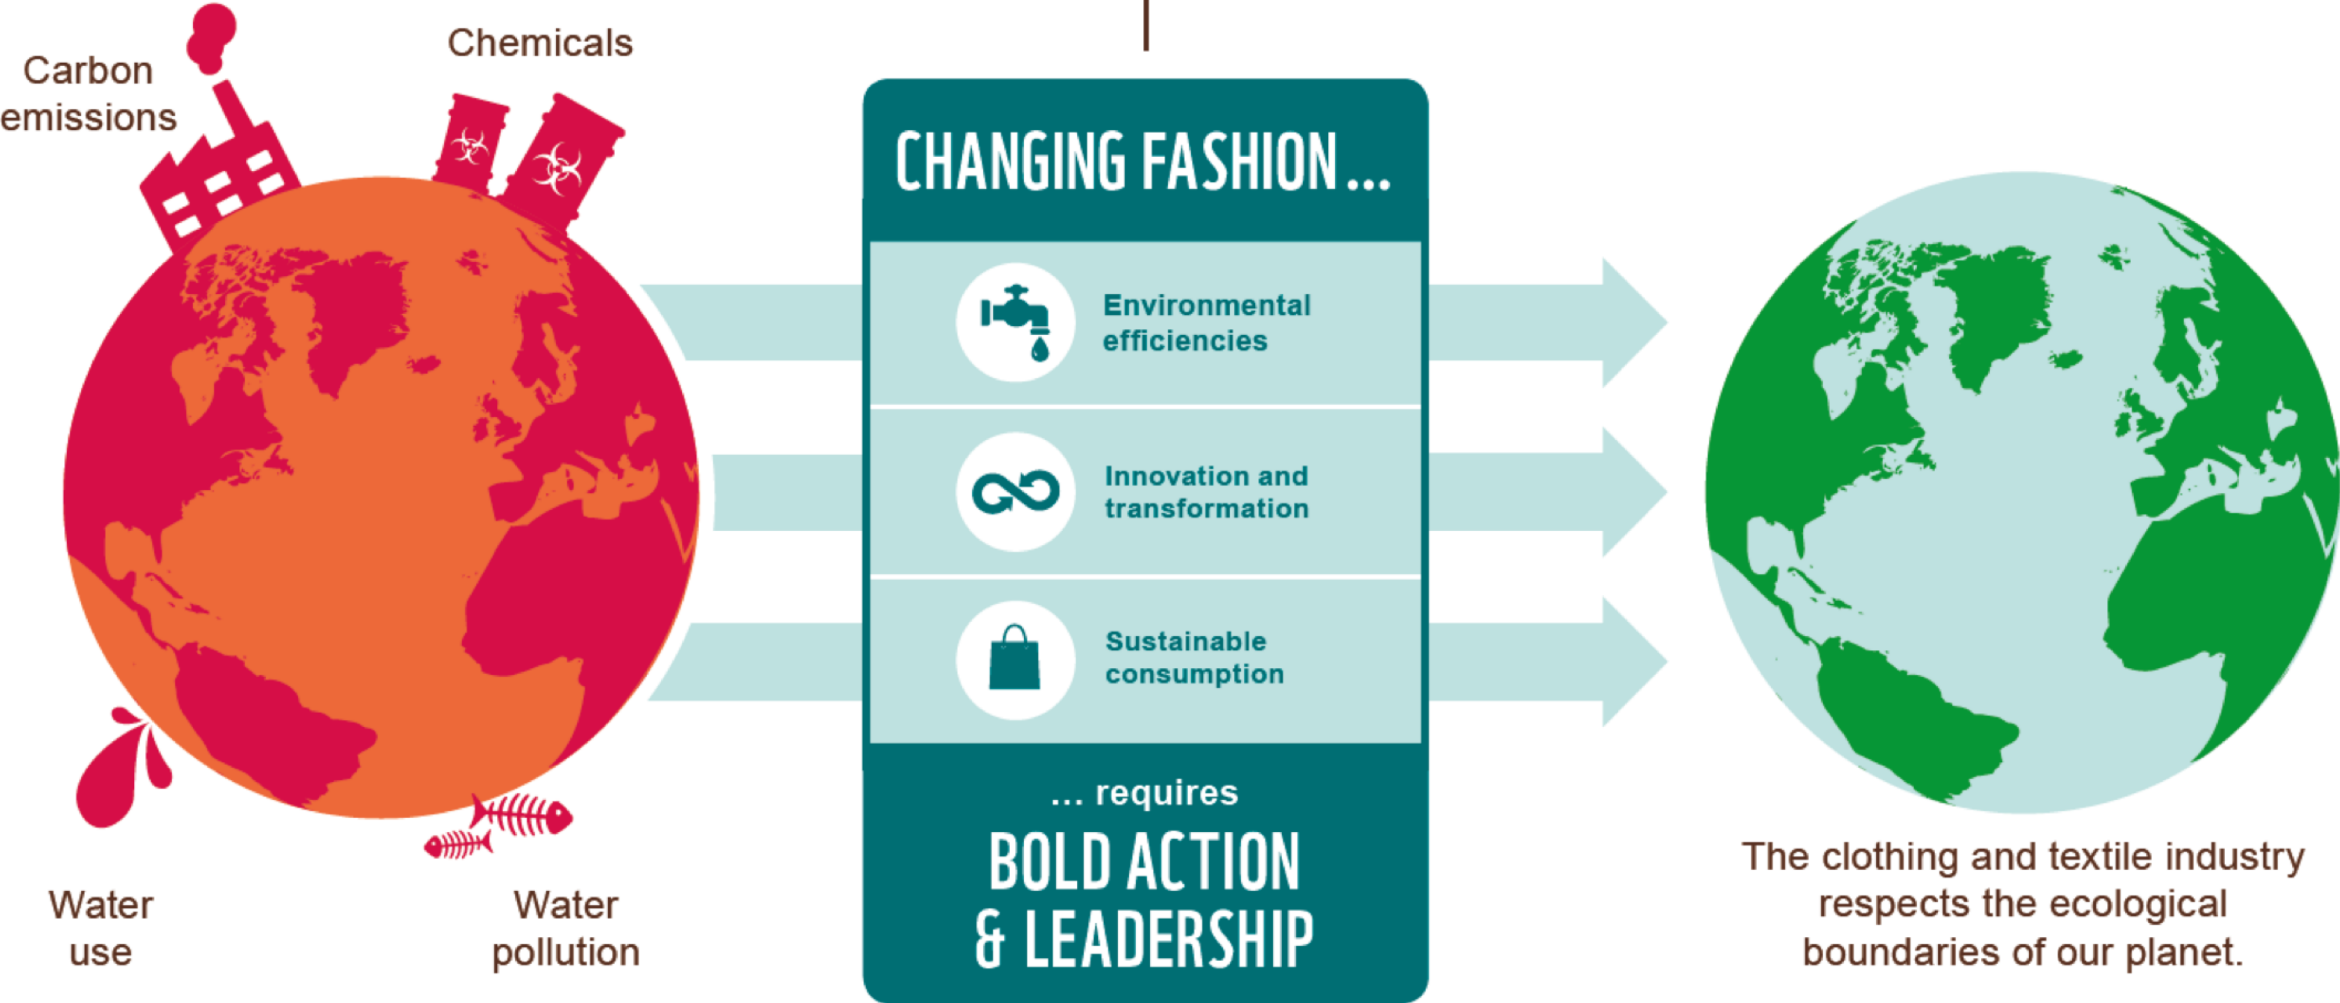 Carbon
emissions
Chemicals
Water
use
Water
pollution
CHANGING FASHION ...
Environmental
efficiencies
Innovation and
transformation
Sustainable
consumption
... requires
BOLD ACTION
& LEADERSHIP
The clothing and textile industry
respects the ecological
boundaries of our planet.